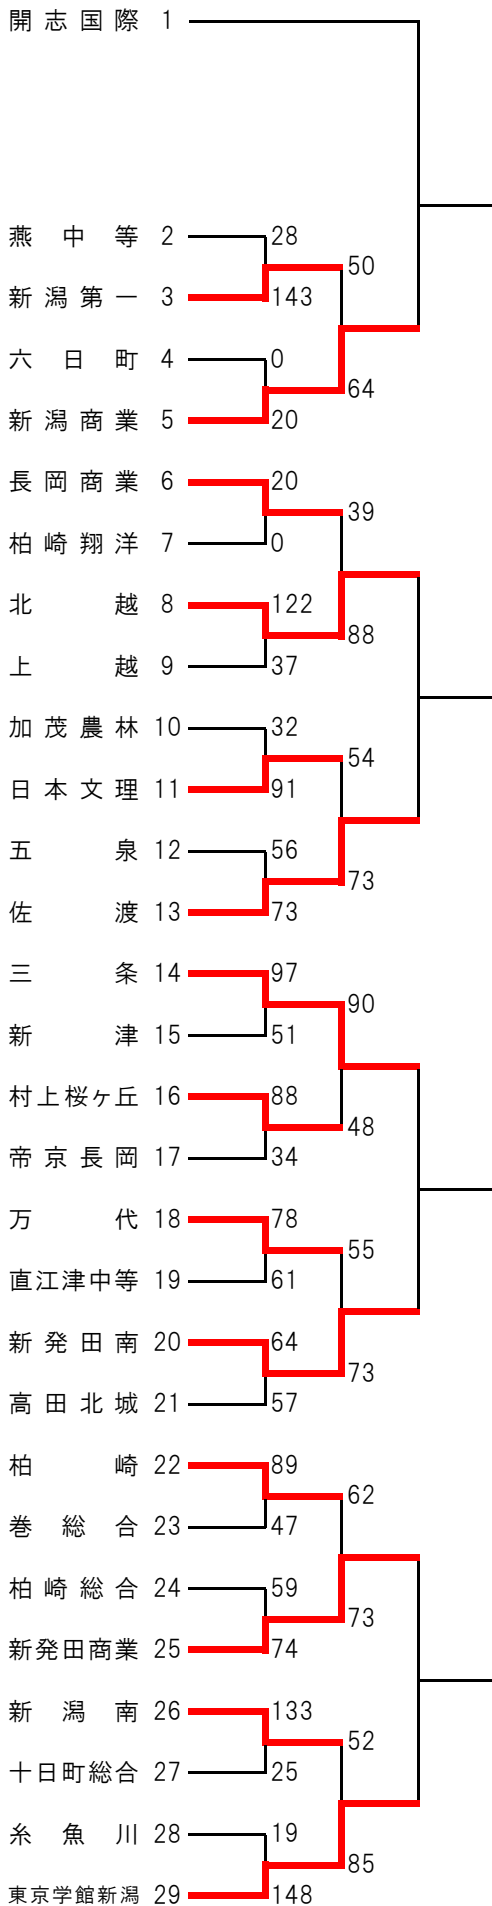 開志国際 1
燕中等 2 28
50
新潟第一 3 143
六日町 4 0
64
新潟商業 5 20
長岡商業 6 20
39
柏崎翔洋 7 0
北越 8 122
88
上越 9 37
加茂農林 10 32
54
日本文理 11 91
五泉 12 56
73
佐渡 13 73
三条 14 97
90
新津 15 51
村上桜ヶ丘 16 88
48
帝京長岡 17 34
万代 18 78
55
直江津中等 19 61
新発田南 20 64
73
高田北城 21 57
柏崎 22 89
62
巻総合 23 47
柏崎総合 24 59
73
新発田商業 25 74
新潟南 26 133
52
十日町総合 27 25
糸魚川 28 19
85
東京学館新潟 29 148